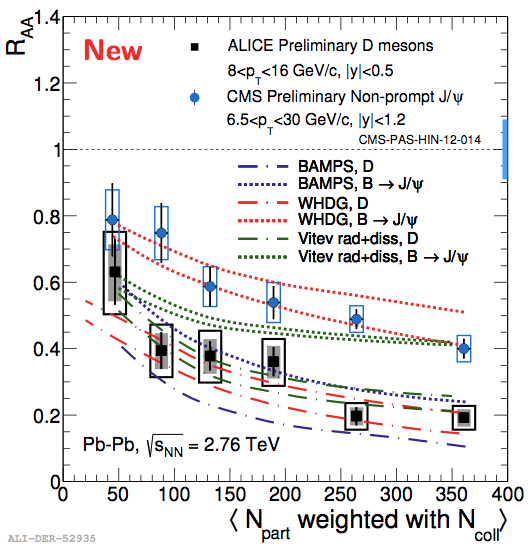 R_AA
1.4
1.2
1
0.8
0.6
0.4
0.2
0
New
ALICE Preliminary D mesons
8<p_T<16 GeV/c, |y|<0.5
CMS Preliminary Non-prompt J/ψ
6.5<p_T<30 GeV/c, |y|<1.2
CMS-PAS-HIN-12-014
BAMPS, D
BAMPS, B → J/ψ
WHDG, D
WHDG, B → J/ψ
Vitev rad+diss, D
Vitev rad+diss, B → J/ψ
Pb-Pb, √s_NN = 2.76 TeV
0 50 100 150 200 250 300 350 400
⟨ N_part weighted with N_coll ⟩
ALI-DER-52935